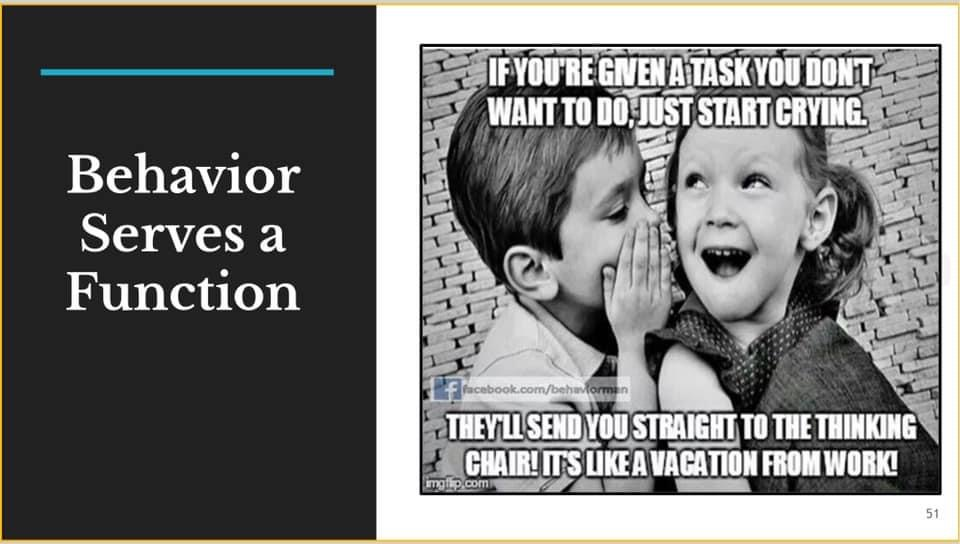 Behavior
Serves a
Function
IF YOU'RE GIVEN A TASK YOU DON'T
WANT TO DO, JUST START CRYING.
facebook.com/behaviorman
THEY'LL SEND YOU STRAIGHT TO THE THINKING
CHAIR! IT'S LIKE A VACATION FROM WORK!
imgflip.com
51